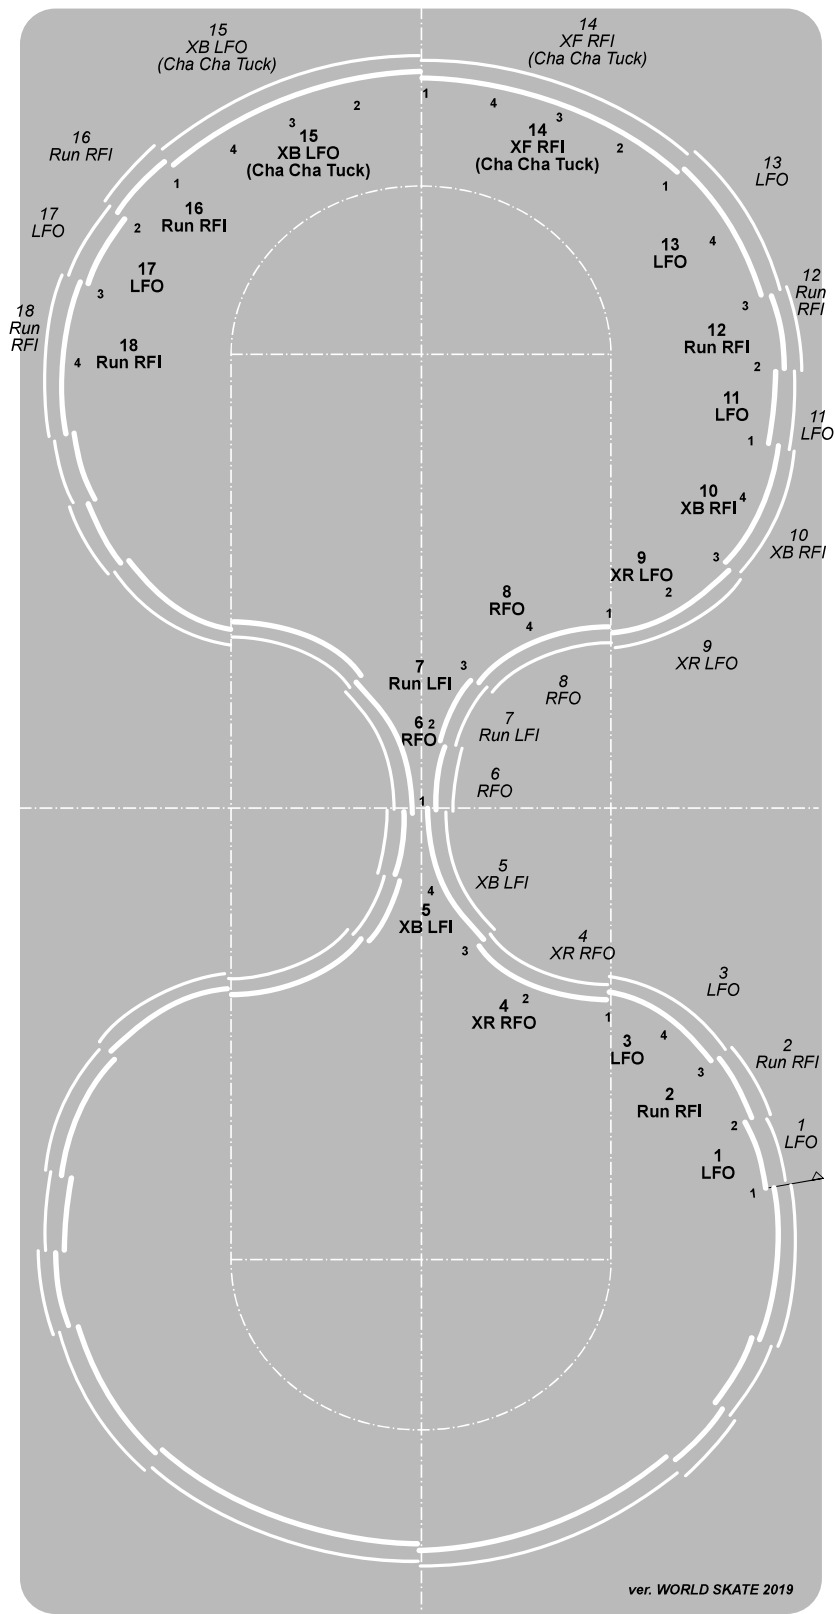 15
XB LFO
(Cha Cha Tuck)
14
XF RFI
(Cha Cha Tuck)
1
4
2
3
3
15
XB LFO
(Cha Cha Tuck)
4
14
XF RFI
(Cha Cha Tuck)
2
16
Run RFI
13
LFO
1
1
16
Run RFI
17
LFO
2
4
13
LFO
17
LFO
3
3
12
Run
RFI
18
Run
RFI
18
Run RFI
4
12
Run RFI
2
11
LFO
11
LFO
1
10
XB RFI
4
10
XB RFI
3
9
XR LFO
2
8
RFO
4
1
9
XR LFO
7
Run LFI
3
8
RFO
6 2
RFO
7
Run LFI
6
RFO
1
5
XB LFI
4
5
XB LFI
3
4
XR RFO
3
LFO
4
XR RFO
2
1
3
LFO
4
3
2
Run RFI
2
Run RFI
2
1
LFO
1
LFO
1
ver. WORLD SKATE 2019